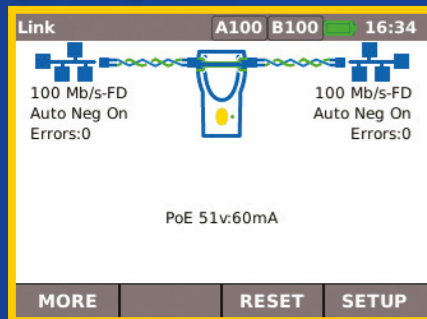 Link A100 B100 16:34
100 Mb/s-FD 100 Mb/s-FD
Auto Neg On Auto Neg On
Errors:0 Errors:0
PoE 51v:60mA
MORE RESET SETUP